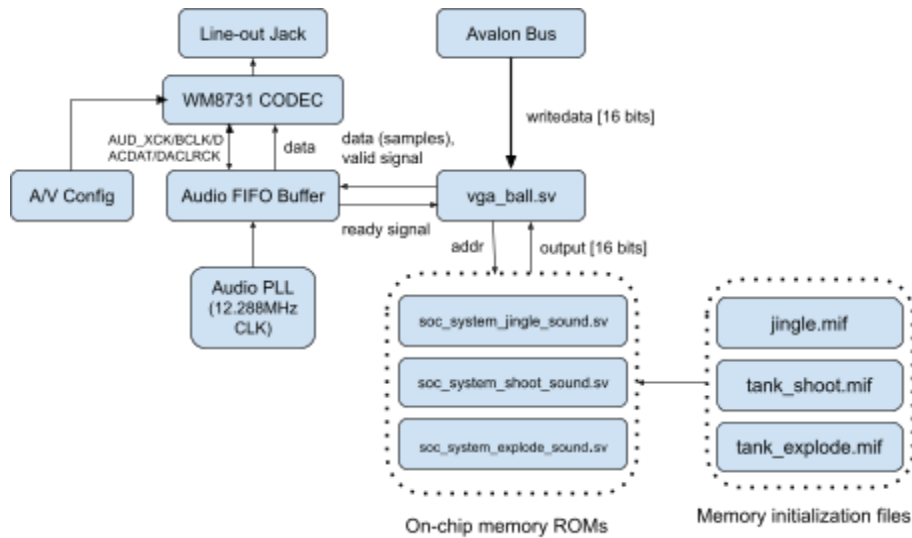 Line-out Jack
Avalon Bus
WM8731 CODEC
writedata [16 bits]
AUD_XCK/BCLK/D
ACDAT/DACLRCK
data
data (samples),
valid signal
A/V Config
Audio FIFO Buffer
vga_ball.sv
ready signal
addr
output [16 bits]
Audio PLL
(12.288MHz
CLK)
soc_system_jingle_sound.sv
jingle.mif
soc_system_shoot_sound.sv
tank_shoot.mif
soc_system_explode_sound.sv
tank_explode.mif
On-chip memory ROMs
Memory initialization files